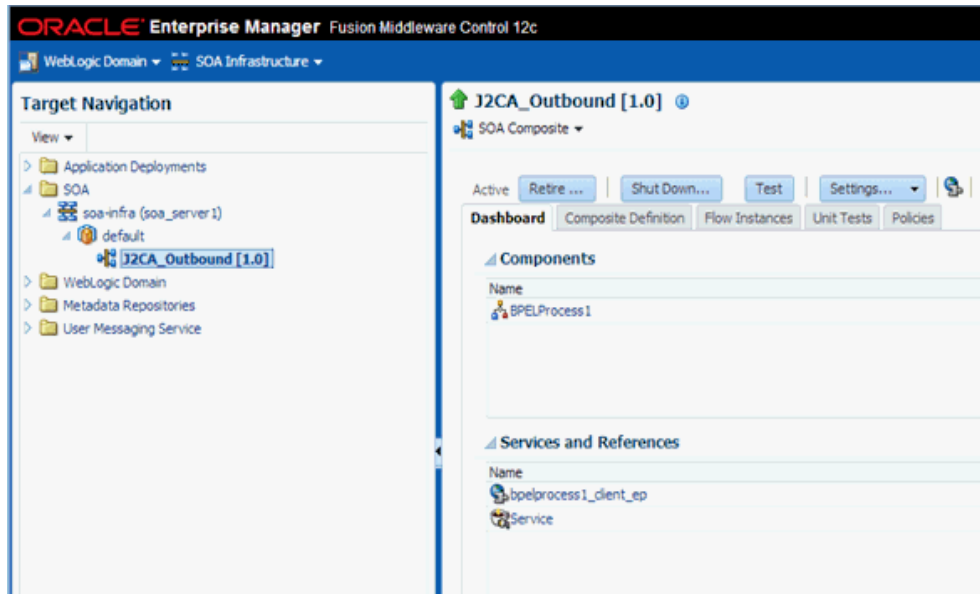 ORACLE Enterprise Manager Fusion Middleware Control 12c
WebLogic Domain SOA Infrastructure
Target Navigation
View
Application Deployments
SOA
soa-infra (soa_server1)
default
J2CA_Outbound [1.0]
WebLogic Domain
Metadata Repositories
User Messaging Service
J2CA_Outbound [1.0]
SOA Composite
Active Retire ... Shut Down... Test Settings...
Dashboard Composite Definition Flow Instances Unit Tests Policies
Components
Name
BPELProcess1
Services and References
Name
bpelprocess1_client_ep
Service